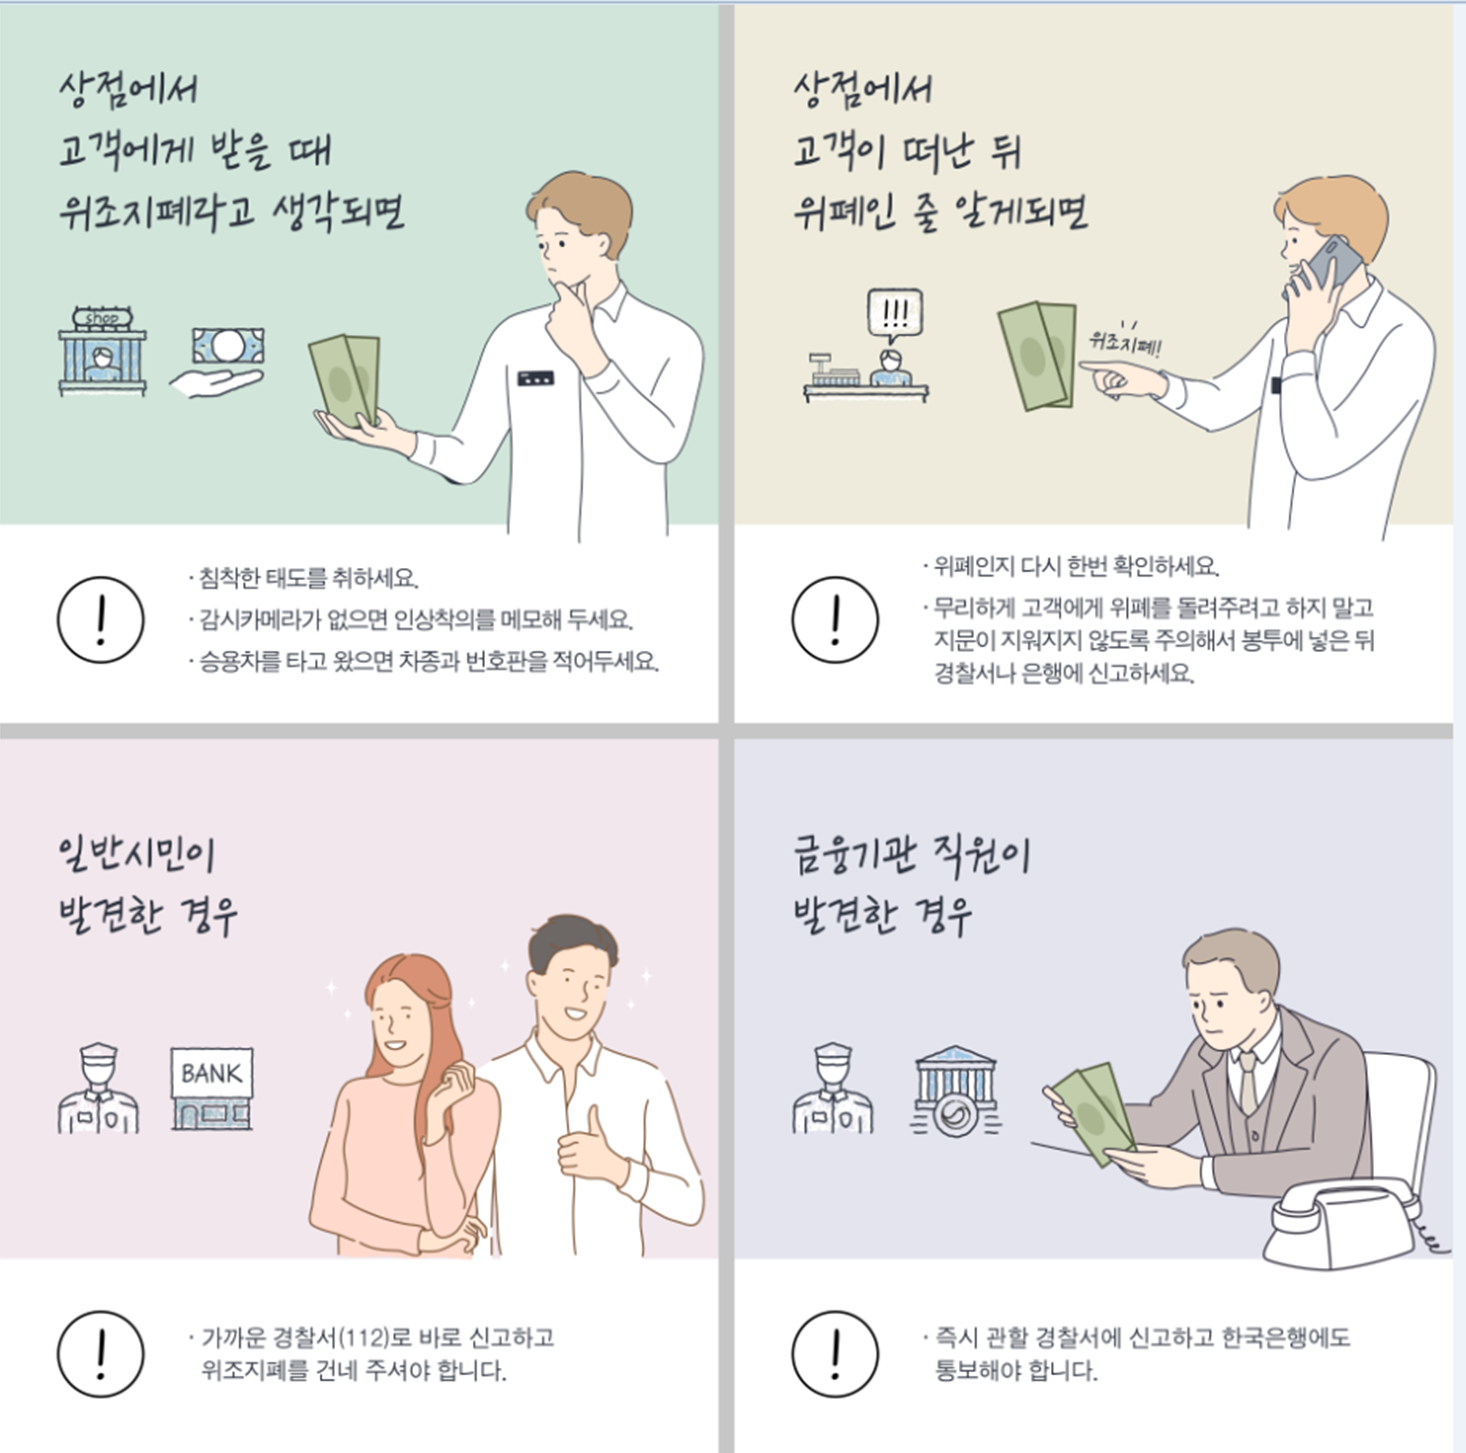 상점에서
고객에게 받을 때
위조지폐라고 생각되면
shop
· 침착한 태도를 취하세요.
· 감시카메라가 없으면 인상착의를 메모해 두세요.
· 승용차를 타고 왔으면 차종과 번호판을 적어두세요.
상점에서
고객이 떠난 뒤
위폐인 줄 알게되면
!!!
위조지폐!
· 위폐인지 다시 한번 확인하세요.
· 무리하게 고객에게 위폐를 돌려주려고 하지 말고
지문이 지워지지 않도록 주의해서 봉투에 넣은 뒤
경찰서나 은행에 신고하세요.
일반시민이
발견한 경우
BANK
· 가까운 경찰서(112)로 바로 신고하고
위조지폐를 건네 주셔야 합니다.
금융기관 직원이
발견한 경우
· 즉시 관할 경찰서에 신고하고 한국은행에도
통보해야 합니다.